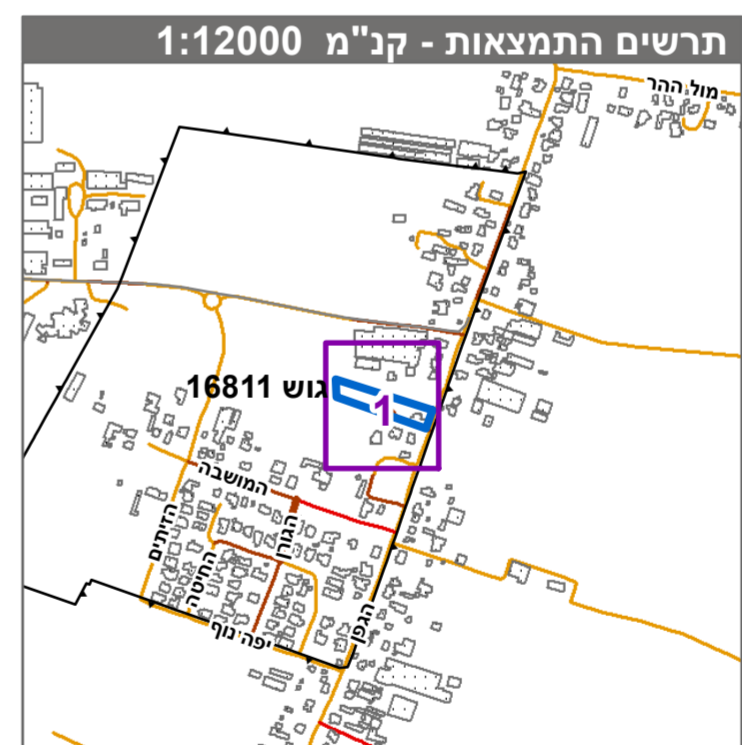 תרשים התמצאות - קנ"מ 1:12000
מול ההר
גוש 16811
1
המושבה
הגורן
הזיתים
החיטה
הגפן
יפה נוף